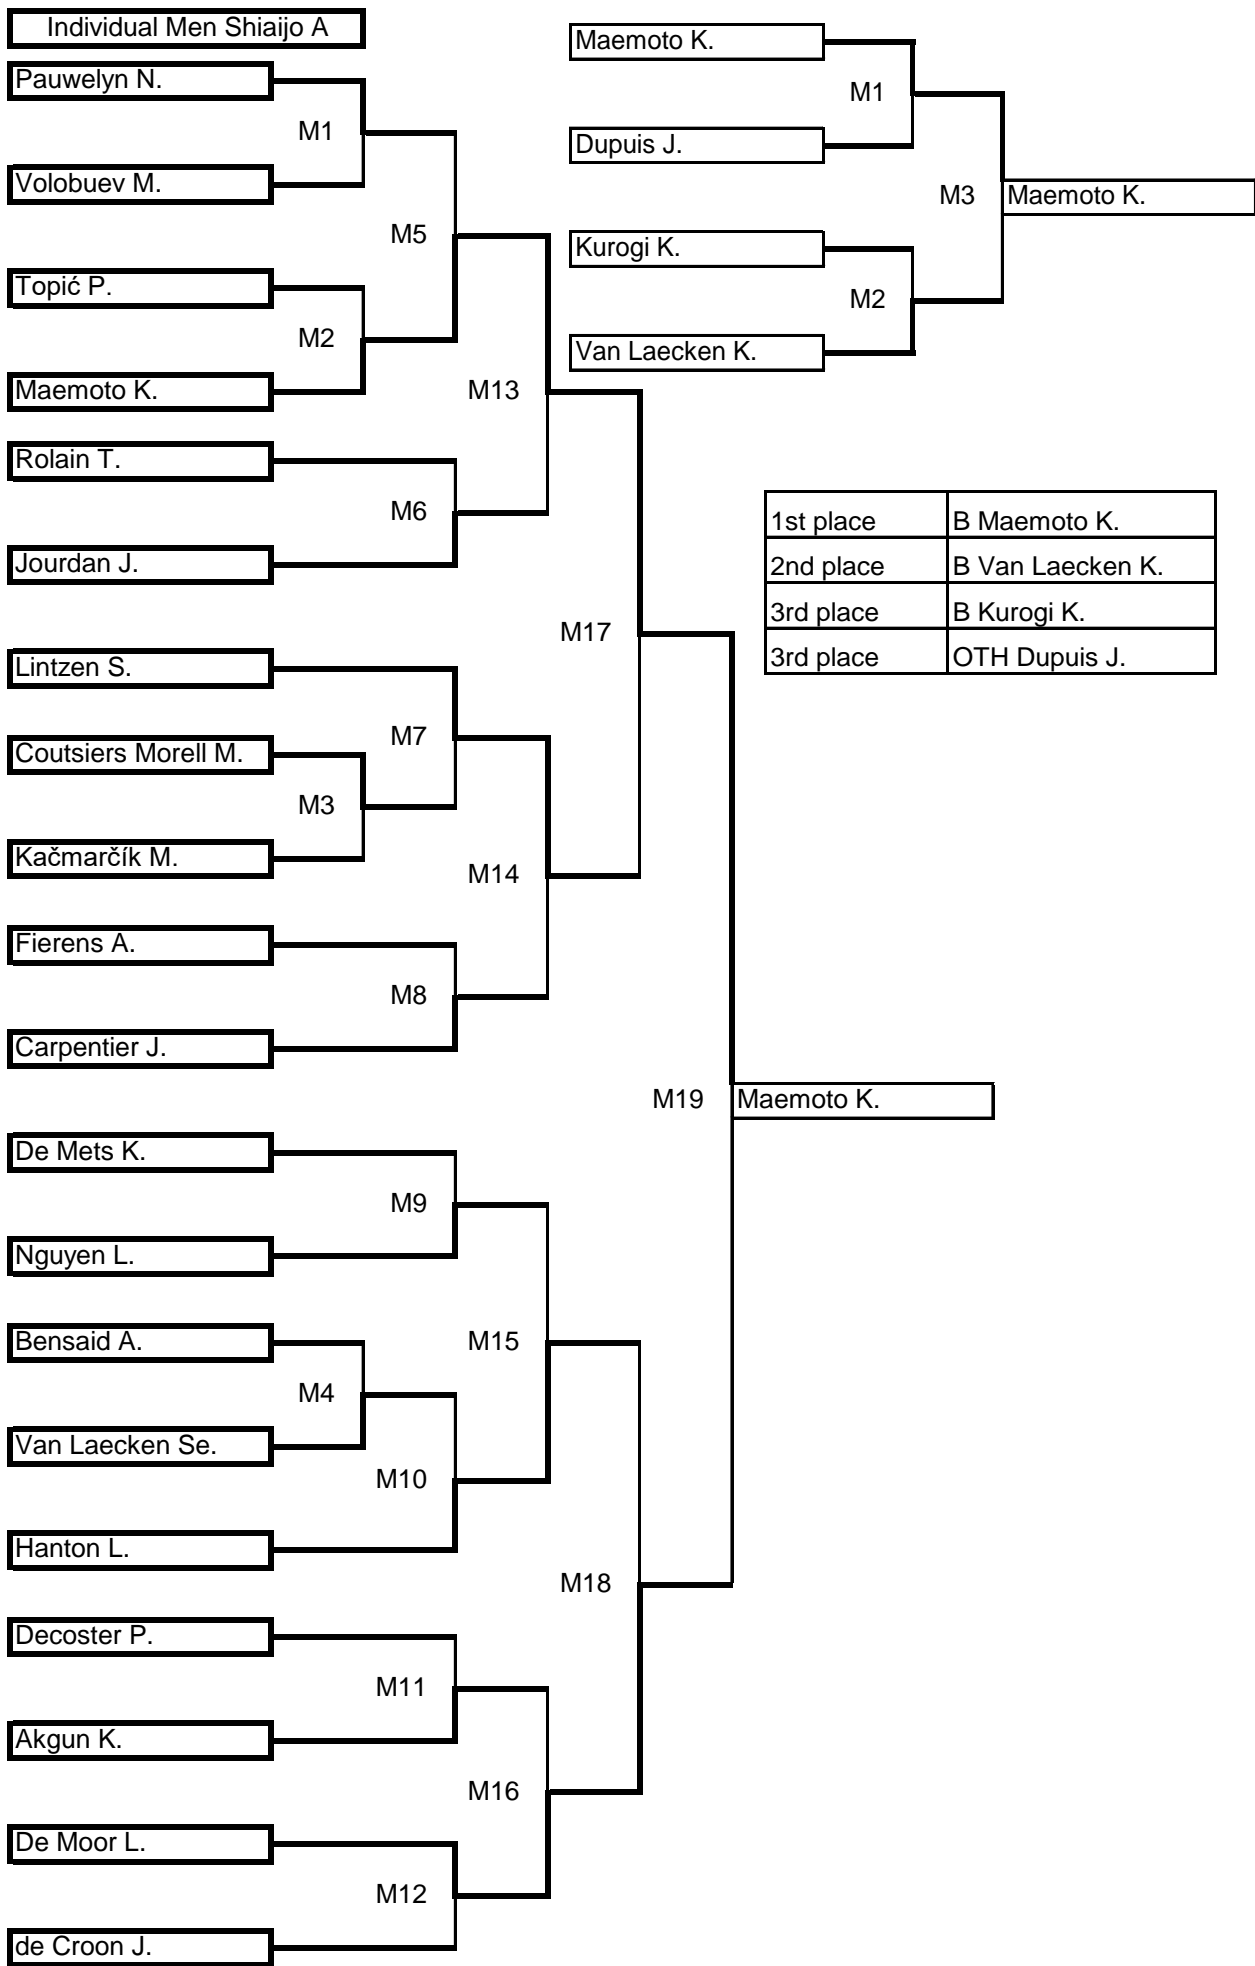 Individual Men Shiaijo A
Pauwelyn N.
M1
Volobuev M.
M5
Topić P.
M2
Maemoto K.
M13
Rolain T.
M6
Jourdan J.
M17
Lintzen S.
M7
Coutsiers Morell M.
M3
Kačmarčík M.
M14
Fierens A.
M8
Carpentier J.
M19
Maemoto K.
De Mets K.
M9
Nguyen L.
Bensaid A.
M15
M4
Van Laecken Se.
M10
Hanton L.
M18
Decoster P.
M11
Akgun K.
M16
De Moor L.
M12
de Croon J.
Maemoto K.
M1
Dupuis J.
M3
Maemoto K.
Kurogi K.
M2
Van Laecken K.
1st place B Maemoto K.
2nd place B Van Laecken K.
3rd place B Kurogi K.
3rd place OTH Dupuis J.